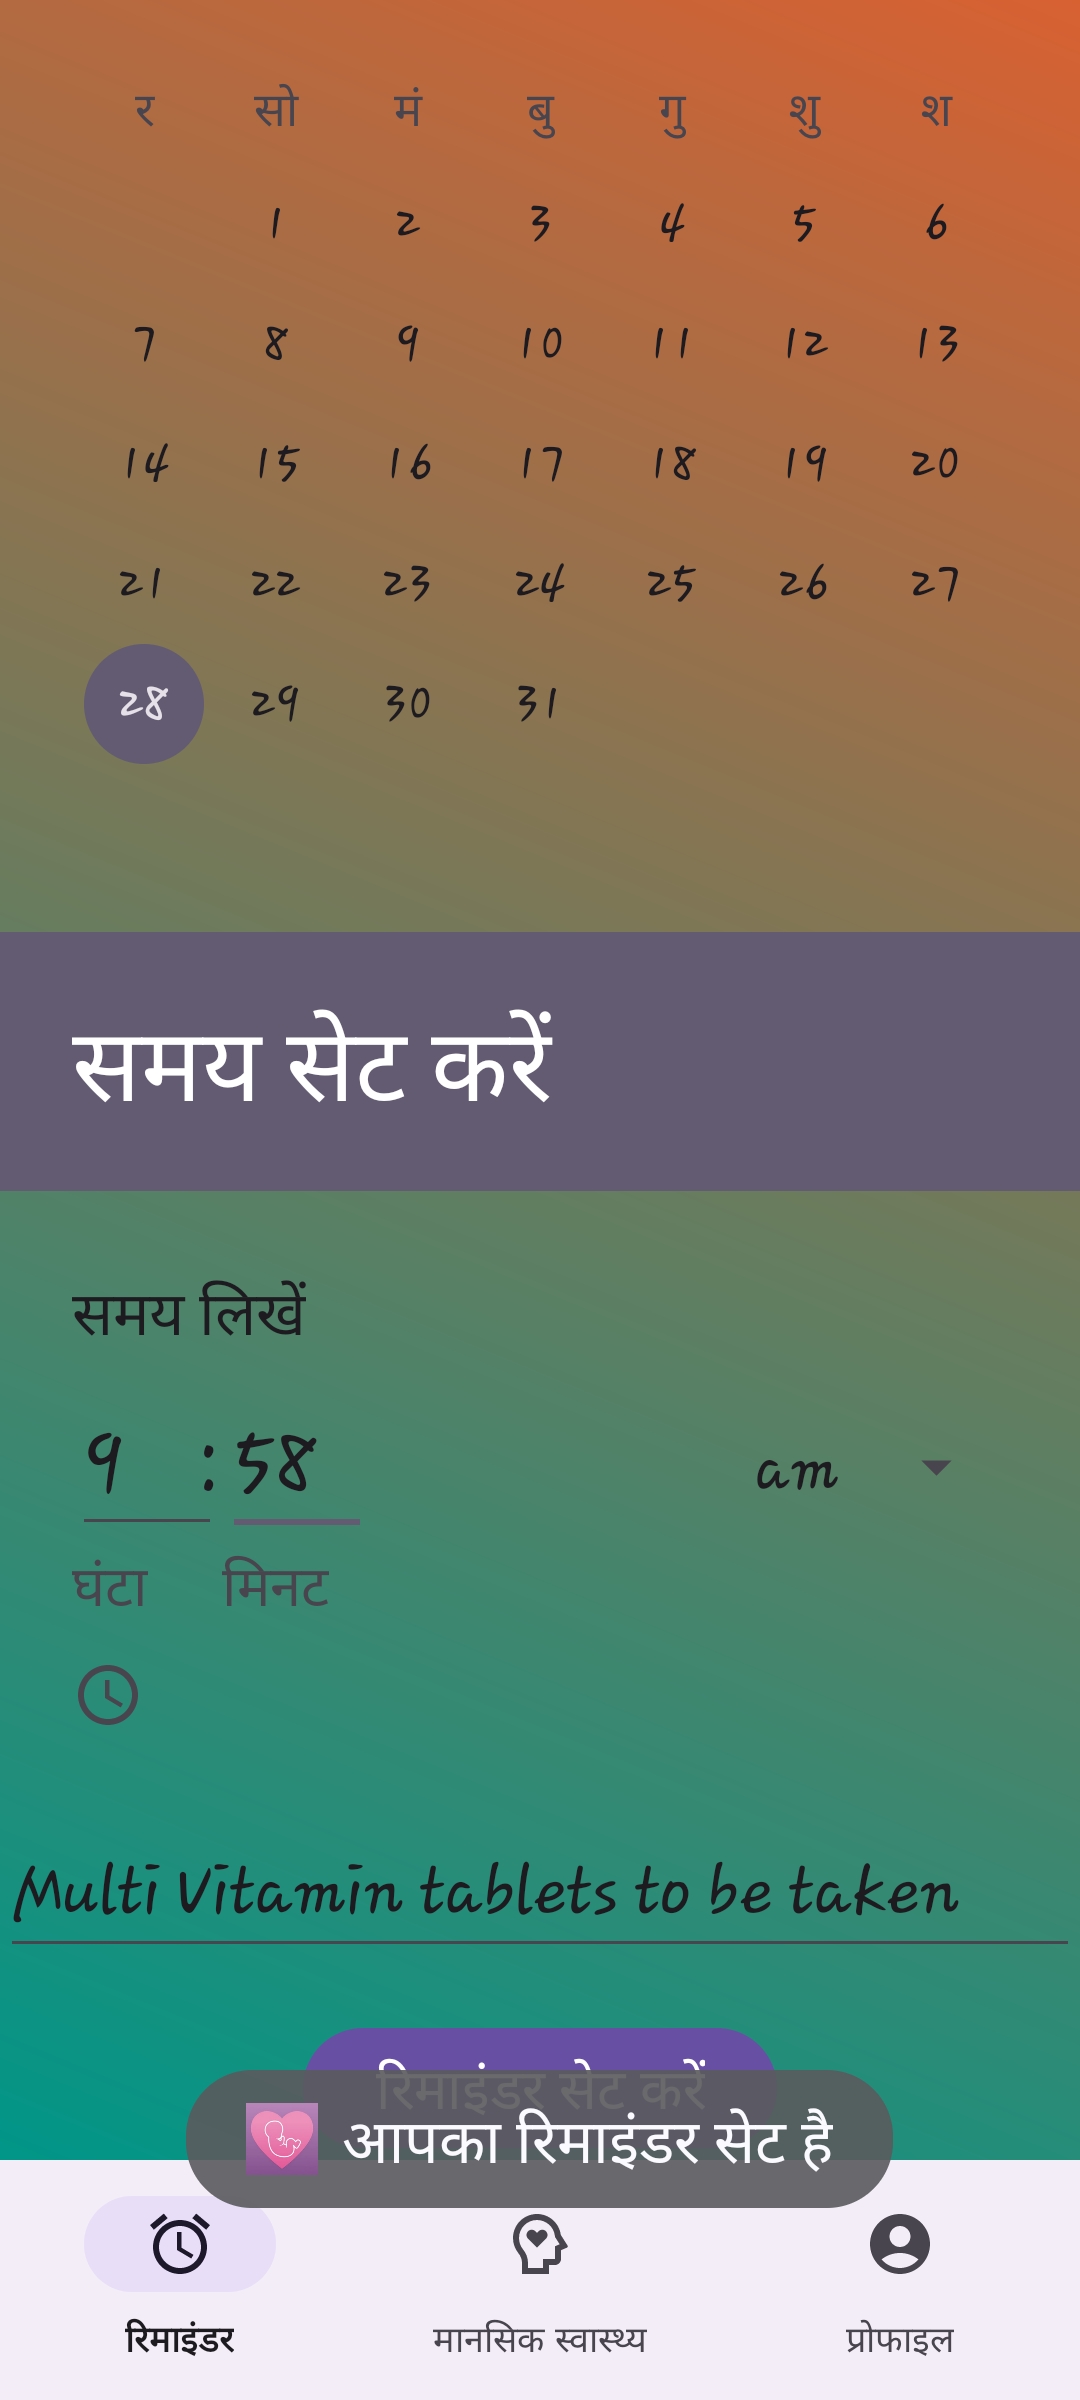 र सो मं बु गु शु श
1 2 3 4 5 6
7 8 9 10 11 12 13
14 15 16 17 18 19 20
21 22 23 24 25 26 27
28 29 30 31
समय सेट करें
समय लिखें
9 : 58 am
घंटा मिनट
Multi Vitamin tablets to be taken
रिमाइंडर सेट करें
आपका रिमाइंडर सेट है
रिमाइंडर मानसिक स्वास्थ्य प्रोफाइल